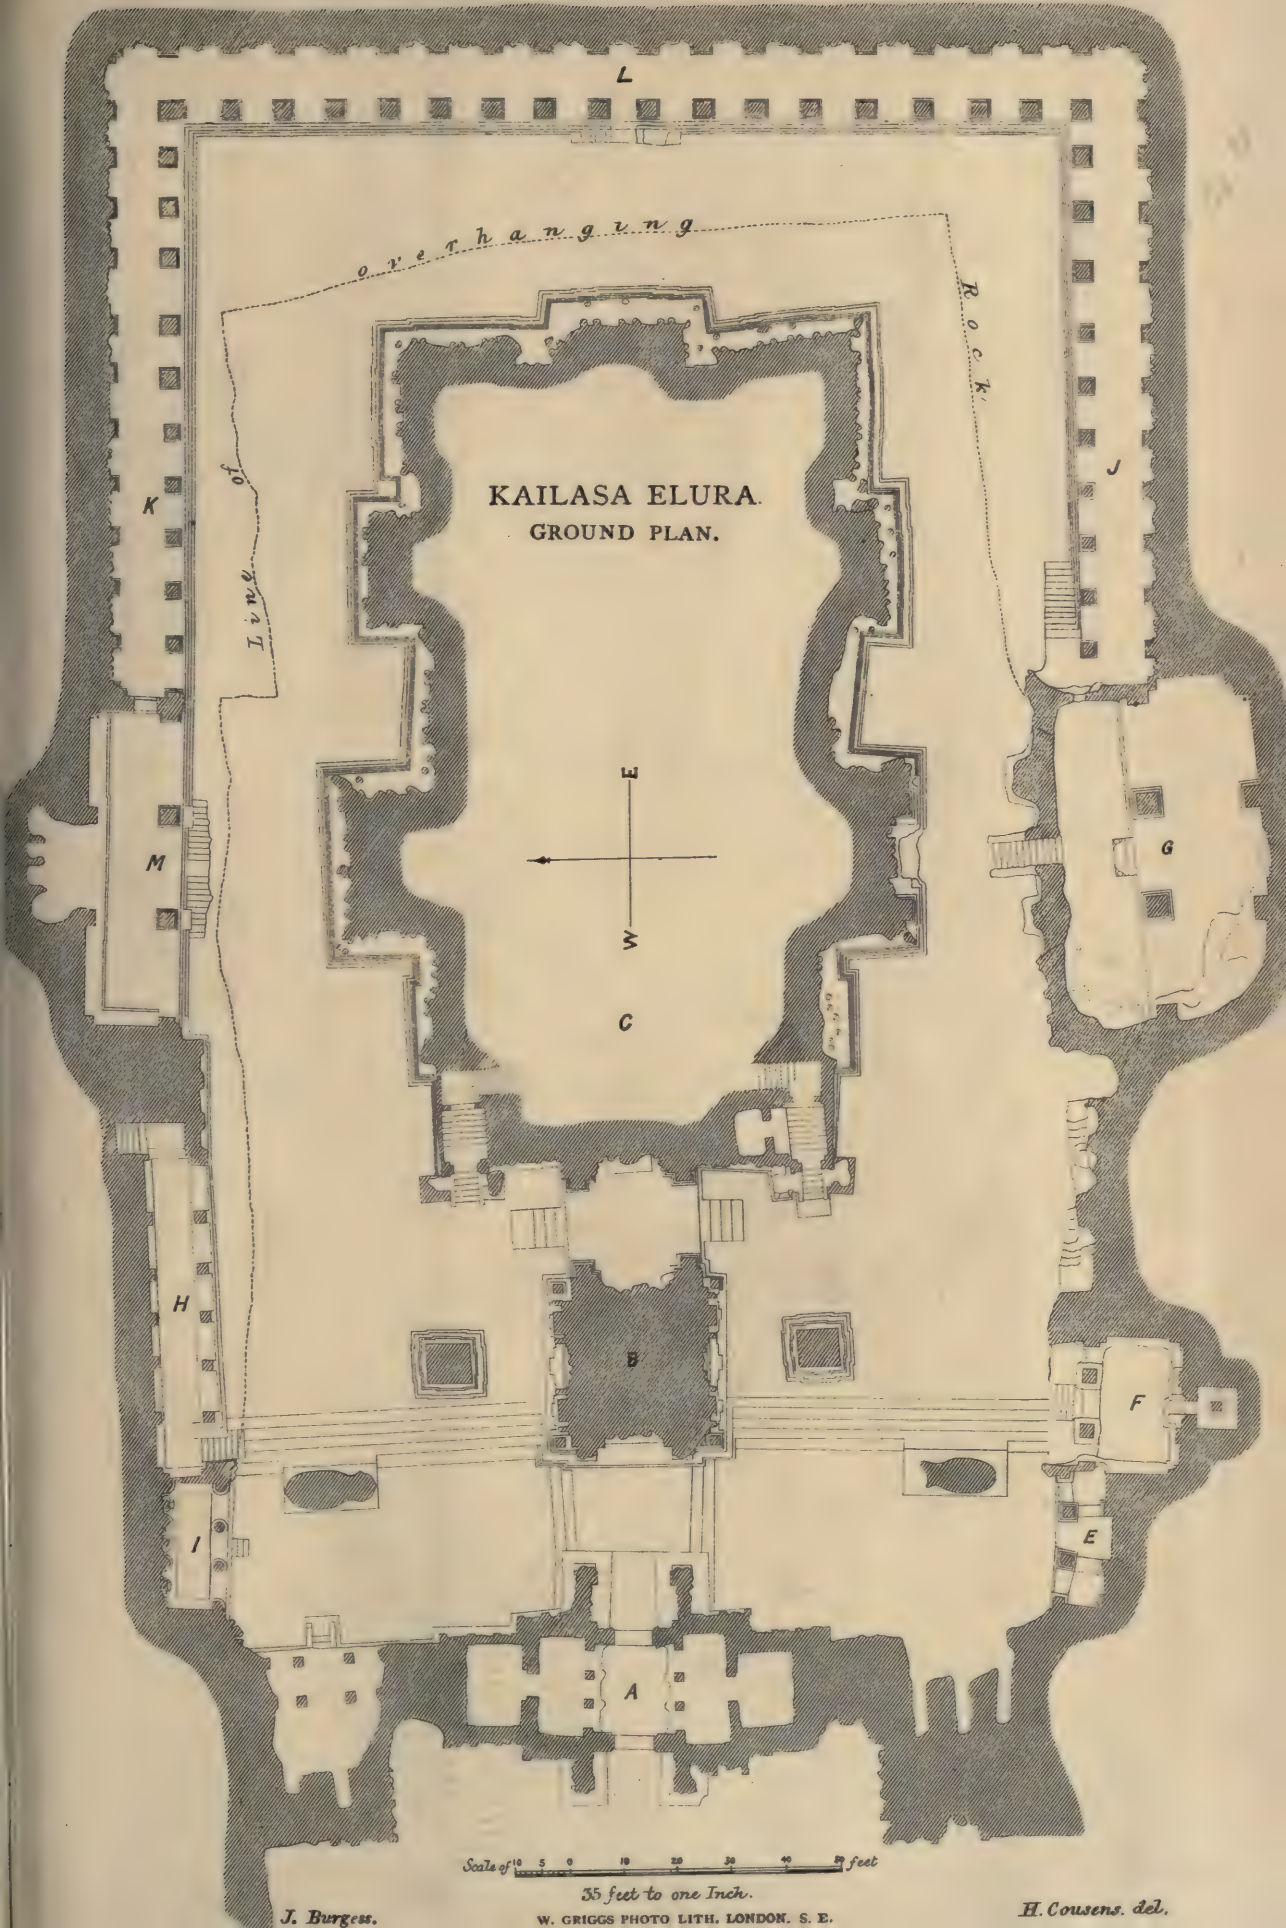 L
overhanging
Rock
KAILASA ELURA.
GROUND PLAN.
J
K
Line of
E
M
G
W
C
H
B
F
I
E
A
Scale of 10 5 0 10 20 30 40 50 feet
35 feet to one Inch.
J. Burgess.
W. GRIGGS PHOTO LITH. LONDON. S. E.
H. Cousens. del.